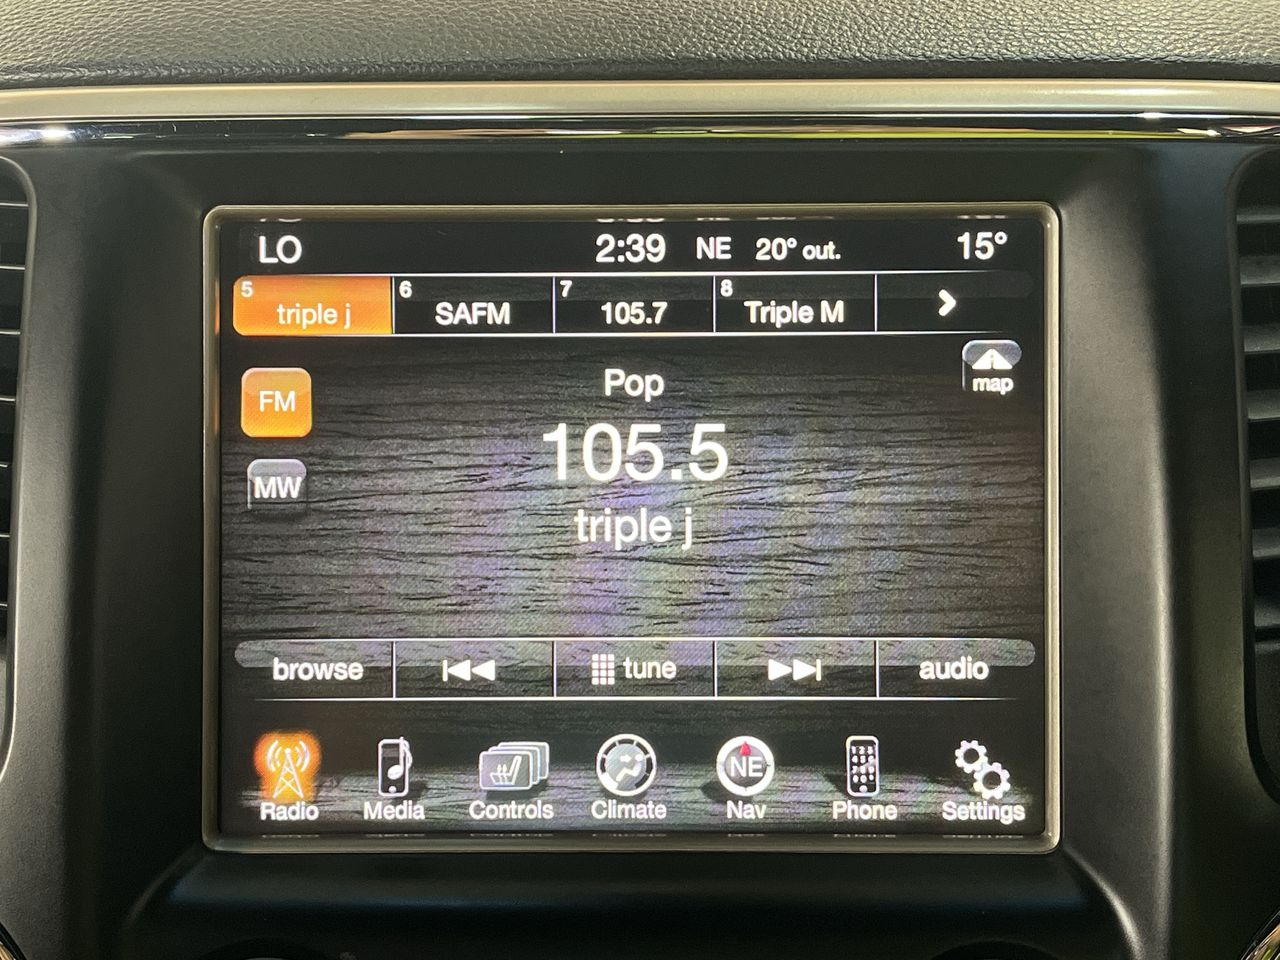 LO 2:39 NE 20° out. 15°
5 triple j 6 SAFM 7 105.7 8 Triple M
map
FM
Pop
105.5
MW
triple j
browse tune audio
NE
Radio Media Controls Climate Nav Phone Settings